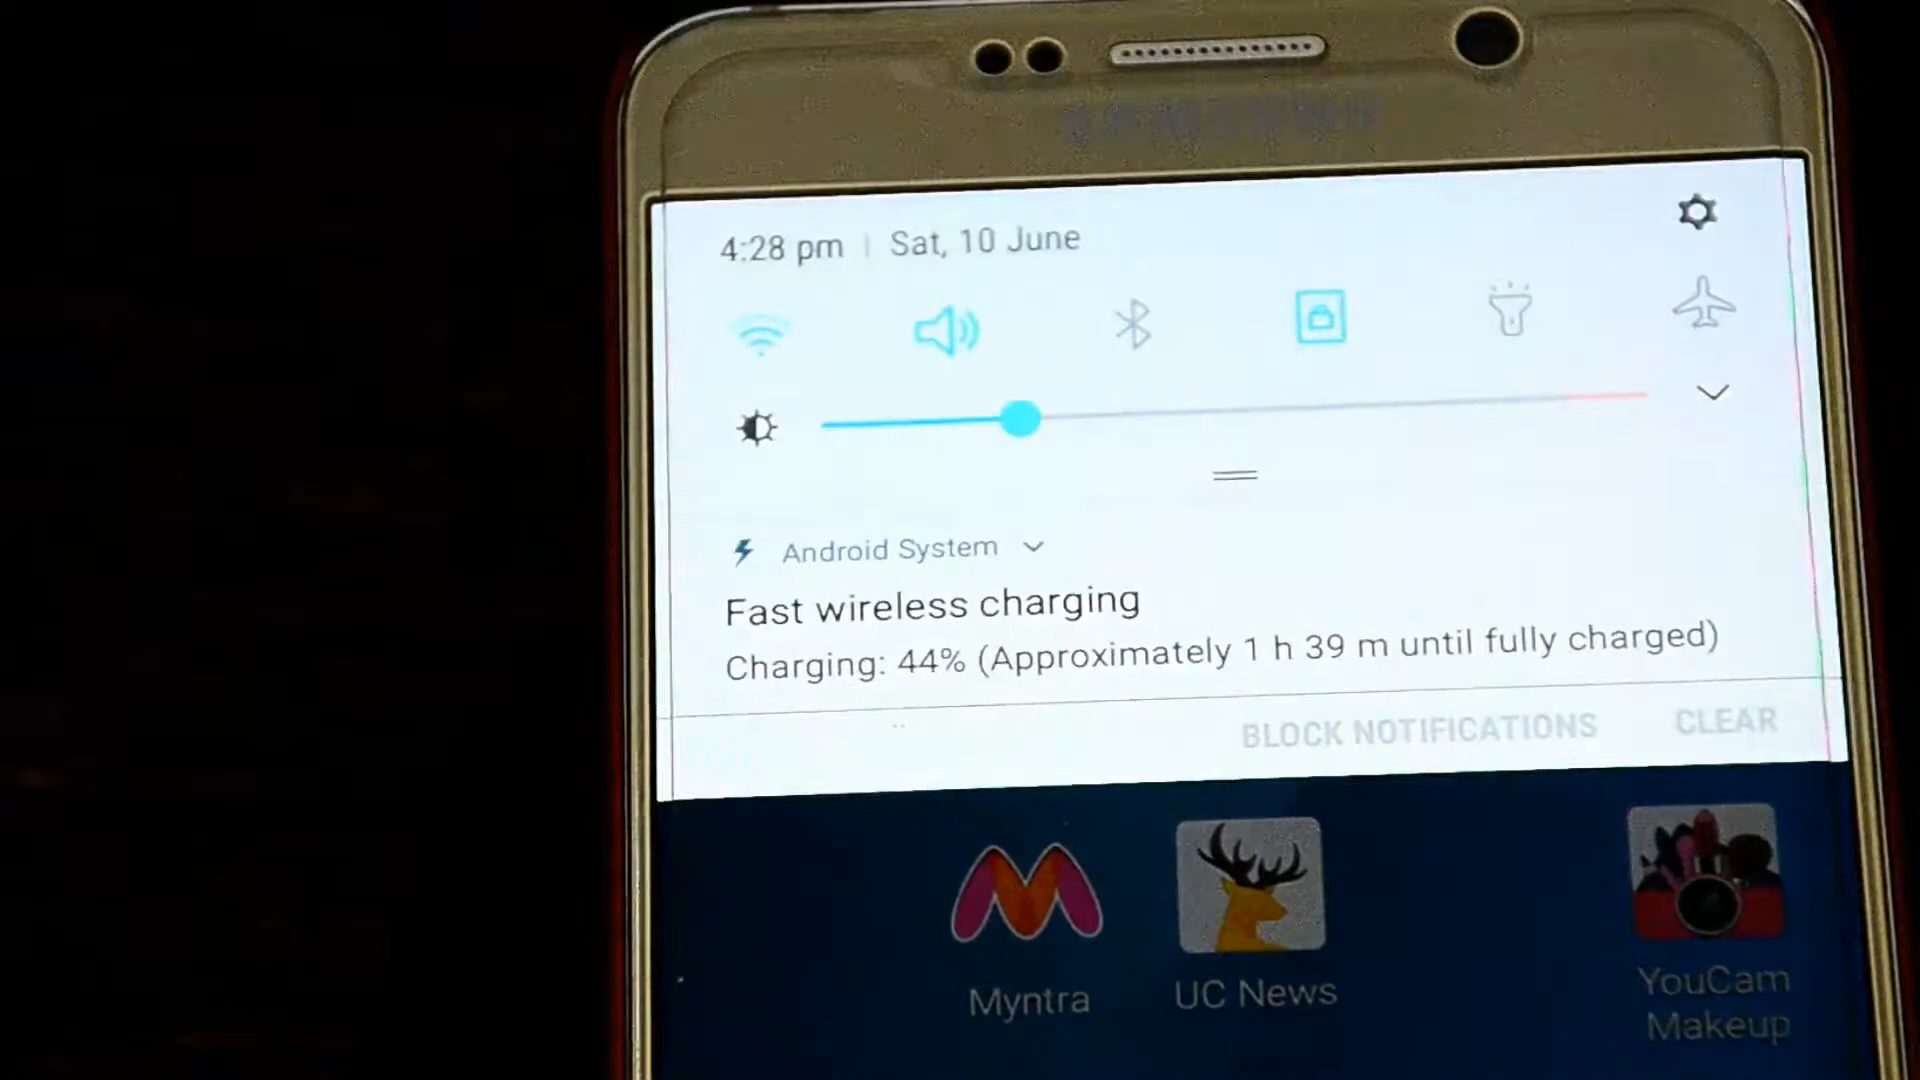 4:28 pm | Sat, 10 June
Android System
Fast wireless charging
Charging: 44% (Approximately 1 h 39 m until fully charged)
BLOCK NOTIFICATIONS CLEAR
Myntra
UC News
YouCam
Makeup